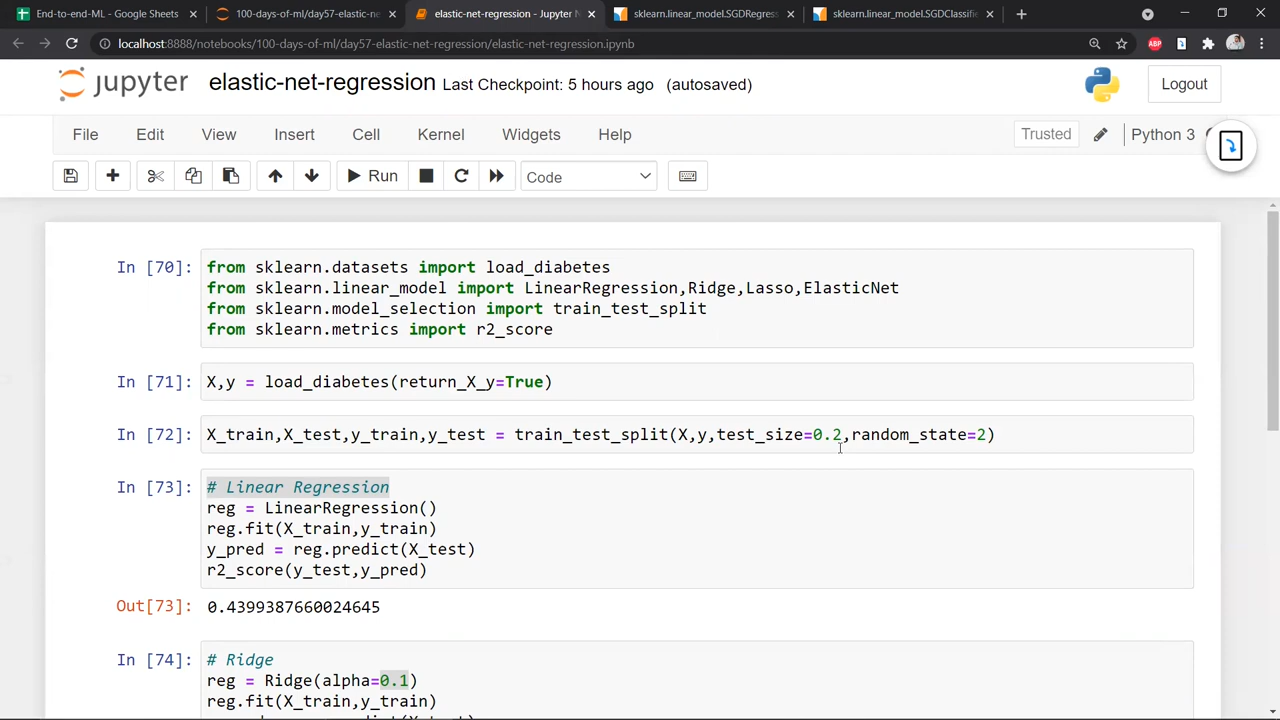 End-to-end-ML - Google Sheets
100-days-of-ml/day57-elastic-ne
elastic-net-regression - Jupyter N
sklearn.linear_model.SGDRegress
sklearn.linear_model.SGDClassifie
localhost:8888/notebooks/100-days-of-ml/day57-elastic-net-regression/elastic-net-regression.ipynb
ABP
jupyter elastic-net-regression Last Checkpoint: 5 hours ago (autosaved)
Logout
File Edit View Insert Cell Kernel Widgets Help
Trusted
Python 3
Run
Code
In [70]: from sklearn.datasets import load_diabetes
from sklearn.linear_model import LinearRegression,Ridge,Lasso,ElasticNet
from sklearn.model_selection import train_test_split
from sklearn.metrics import r2_score
In [71]: X,y = load_diabetes(return_X_y=True)
In [72]: X_train,X_test,y_train,y_test = train_test_split(X,y,test_size=0.2,random_state=2)
In [73]: # Linear Regression
reg = LinearRegression()
reg.fit(X_train,y_train)
y_pred = reg.predict(X_test)
r2_score(y_test,y_pred)
Out[73]: 0.4399387660024645
In [74]: # Ridge
reg = Ridge(alpha=0.1)
reg.fit(X_train,y_train)